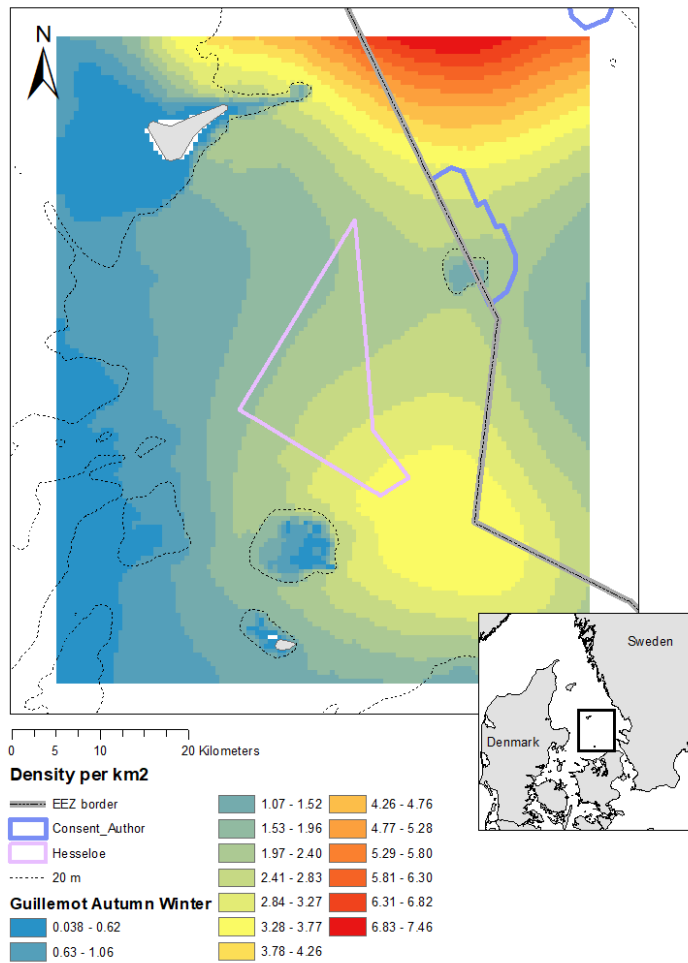 N
Sweden
Denmark
0 5 10 20 Kilometers
Density per km2
EEZ border
Consent_Author
Hesseloe
20 m
Guillemot Autumn Winter
0.038 - 0.62
0.63 - 1.06
1.07 - 1.52
1.53 - 1.96
1.97 - 2.40
2.41 - 2.83
2.84 - 3.27
3.28 - 3.77
3.78 - 4.26
4.26 - 4.76
4.77 - 5.28
5.29 - 5.80
5.81 - 6.30
6.31 - 6.82
6.83 - 7.46